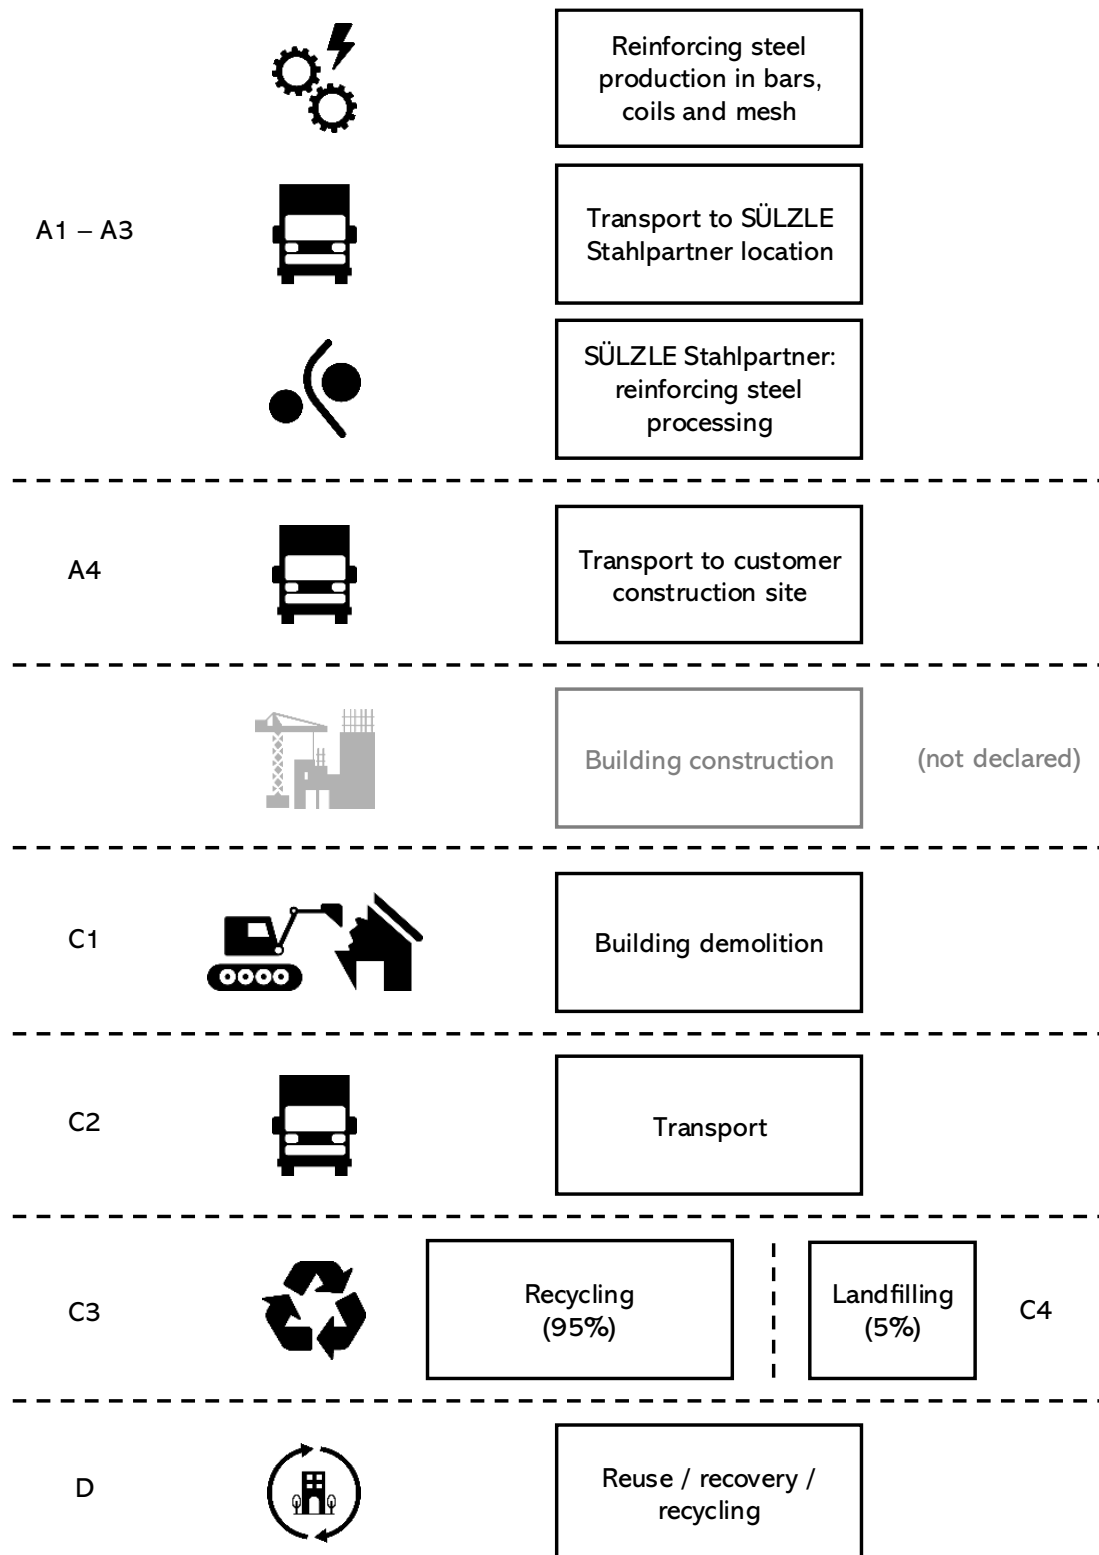 Reinforcing steel
production in bars,
coils and mesh
A1 – A3
Transport to SÜLZLE
Stahlpartner location
SÜLZLE Stahlpartner:
reinforcing steel
processing
A4
Transport to customer
construction site
Building construction
(not declared)
C1
Building demolition
C2
Transport
C3
Recycling
(95%)
Landfilling
(5%)
C4
D
Reuse / recovery /
recycling